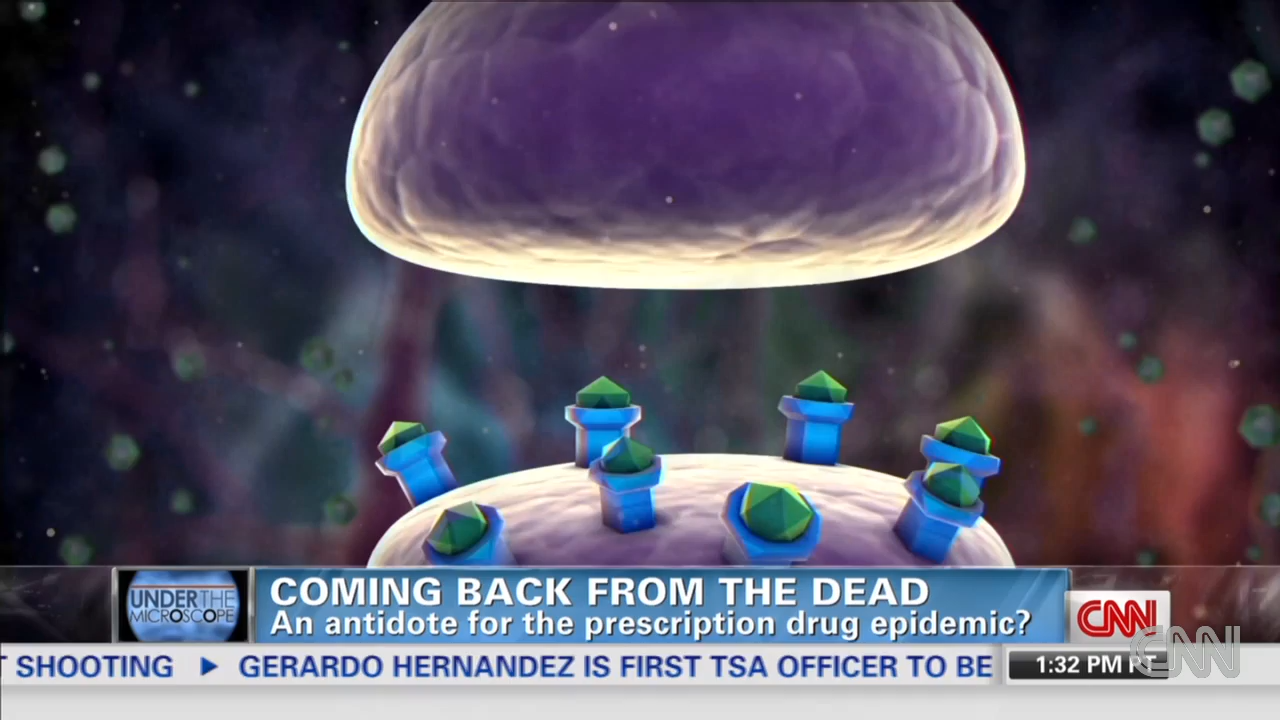 UNDER THE
MICROSCOPE
COMING BACK FROM THE DEAD
An antidote for the prescription drug epidemic?
CNN
T SHOOTING ▶ GERARDO HERNANDEZ IS FIRST TSA OFFICER TO BE
1:32 PM PT
CNN